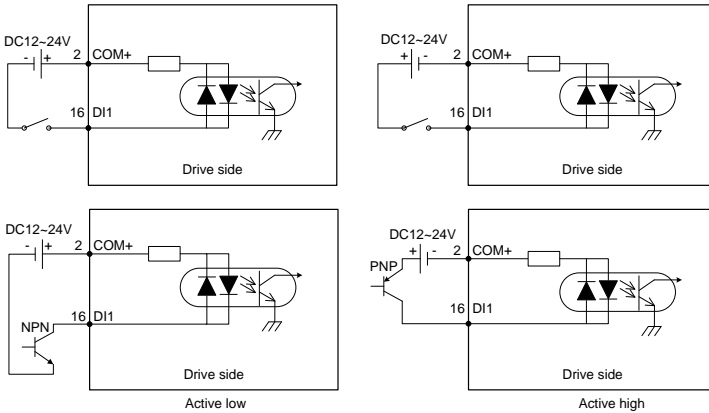 DC12~24V
- +
2
COM+
16
DI1
Drive side
DC12~24V
+ -
2
COM+
16
DI1
Drive side
DC12~24V
- +
2
COM+
NPN
16
DI1
Drive side
Active low
DC12~24V
+ -
2
COM+
PNP
16
DI1
Drive side
Active high